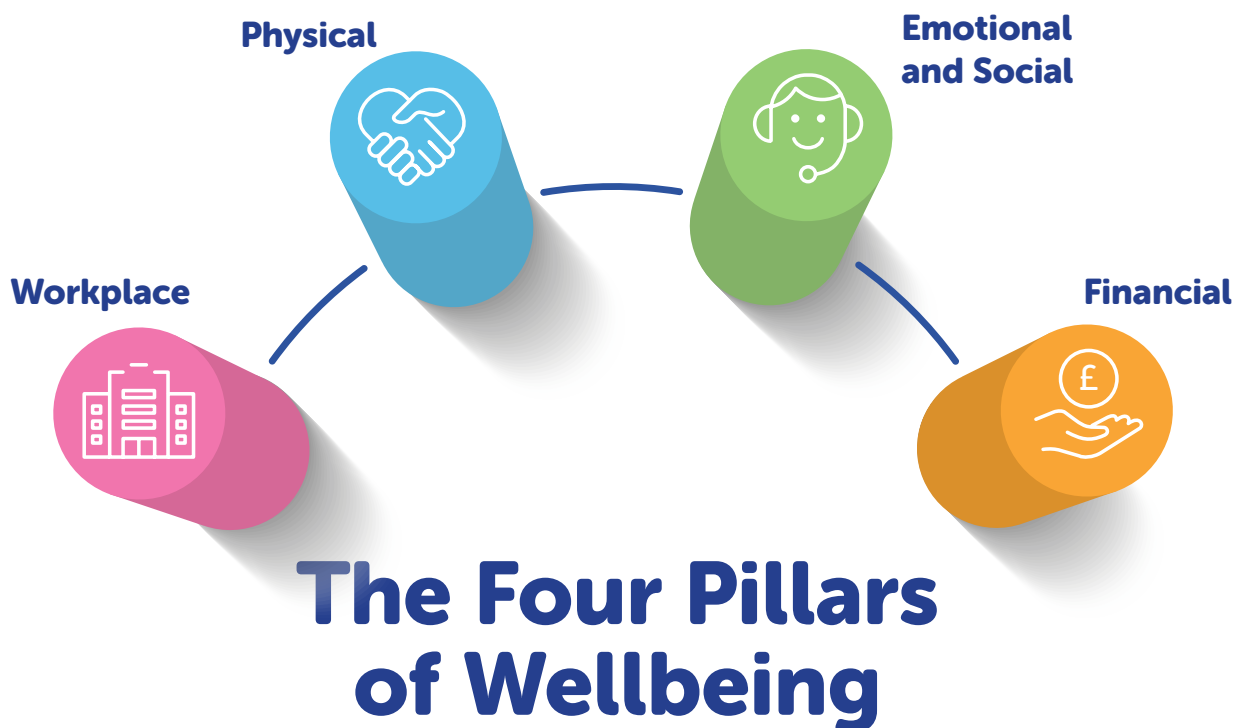 Physical
Emotional
and Social
Workplace
Financial
£
The Four Pillars
of Wellbeing